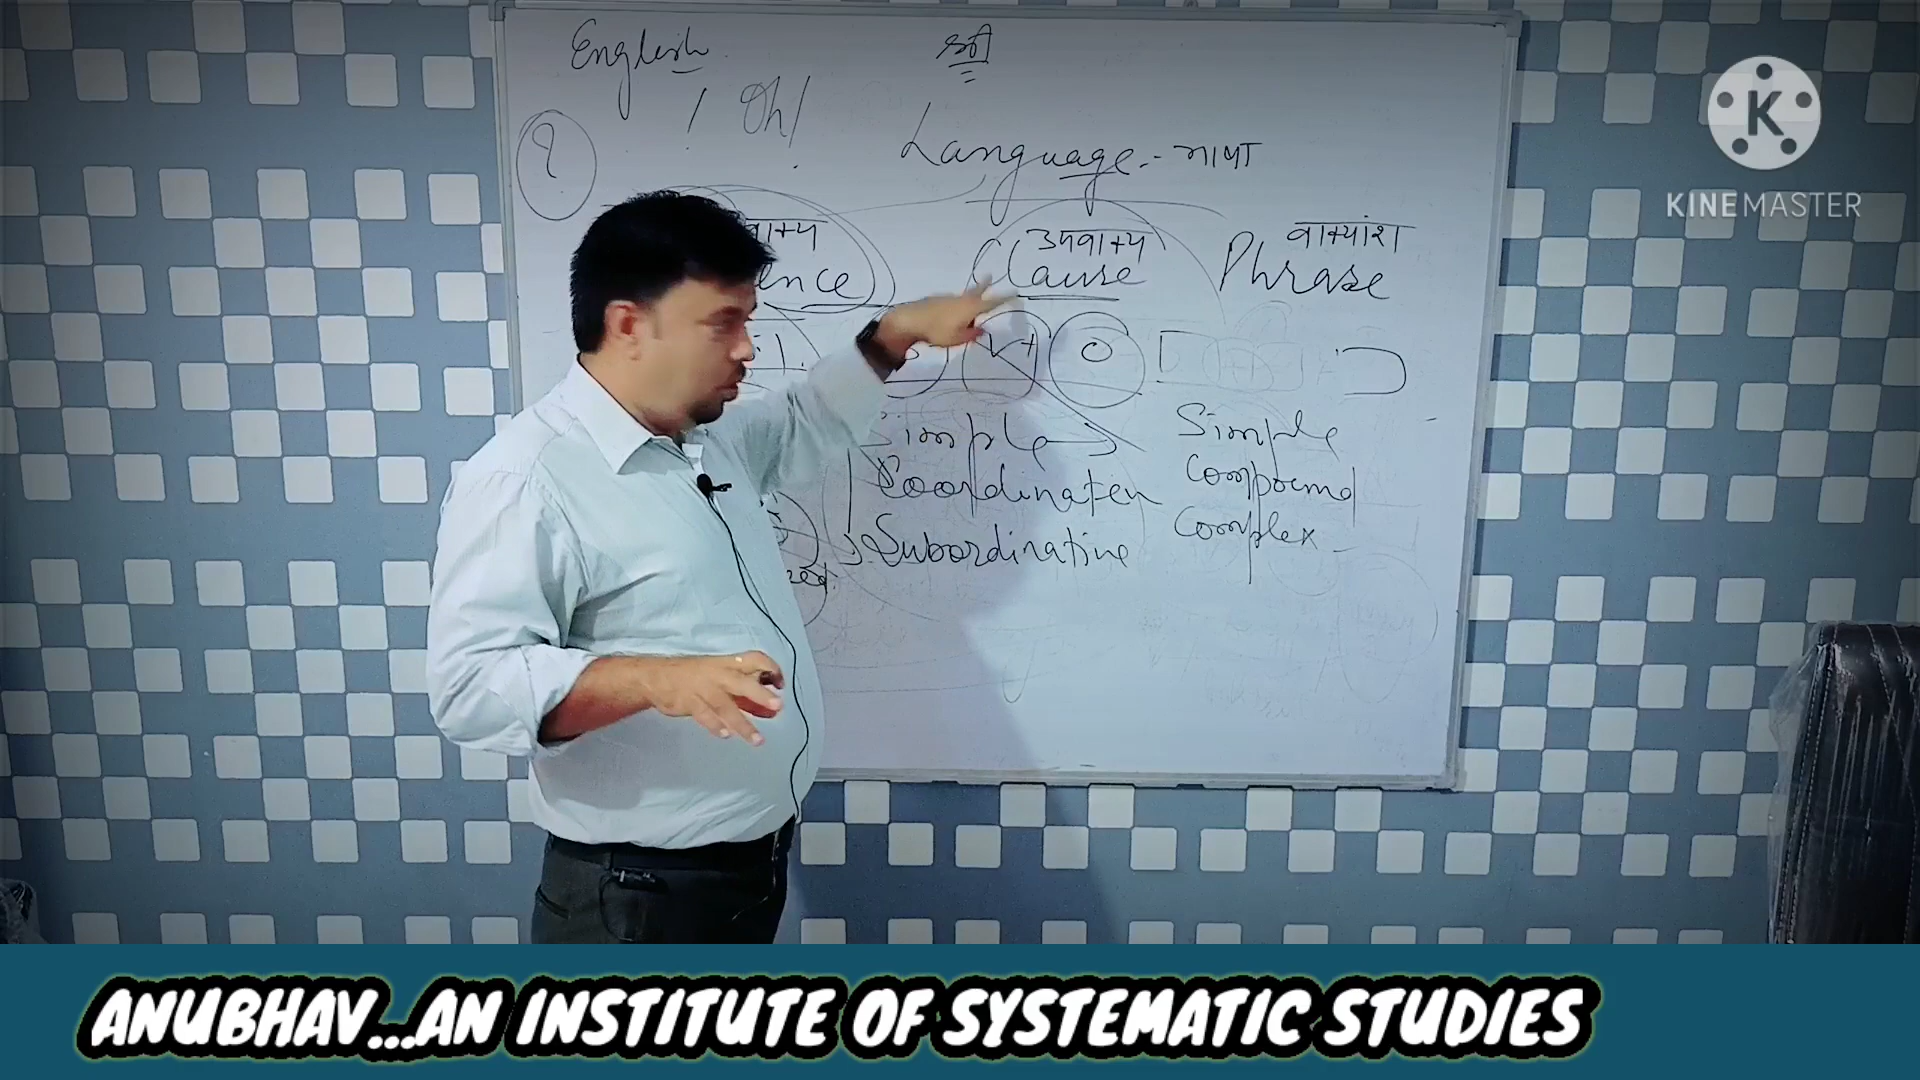 English श्री
! Oh!
Language :- भाषा
वाक्य उपवाक्य वाक्यांश
ence Clause Phrase
V+ O
Simple → Simple
Coordinaten Compound
Subordinative Complex
KINEMASTER
ANUBHAV...AN INSTITUTE OF SYSTEMATIC STUDIES